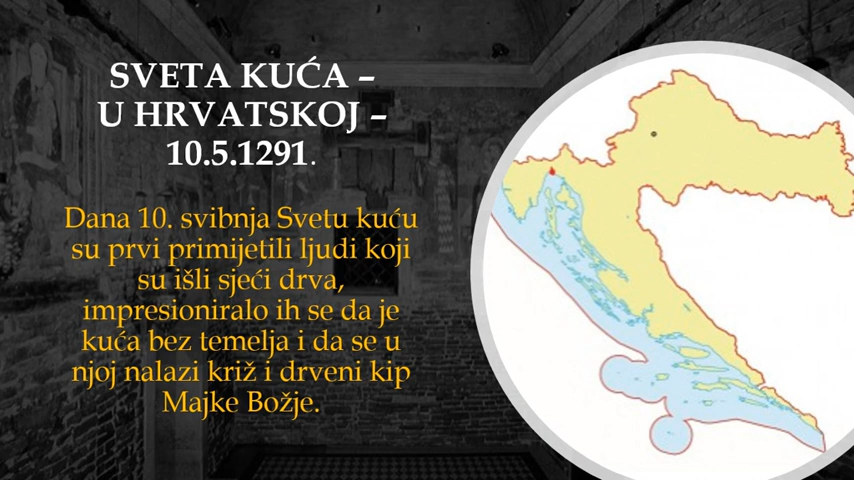 SVETA KUĆA –
U HRVATSKOJ –
10.5.1291.
Dana 10. svibnja Svetu kuću
su prvi primijetili ljudi koji
su išli sjeći drva,
impresioniralo ih se da je
kuća bez temelja i da se u
njoj nalazi križ i drveni kip
Majke Božje.